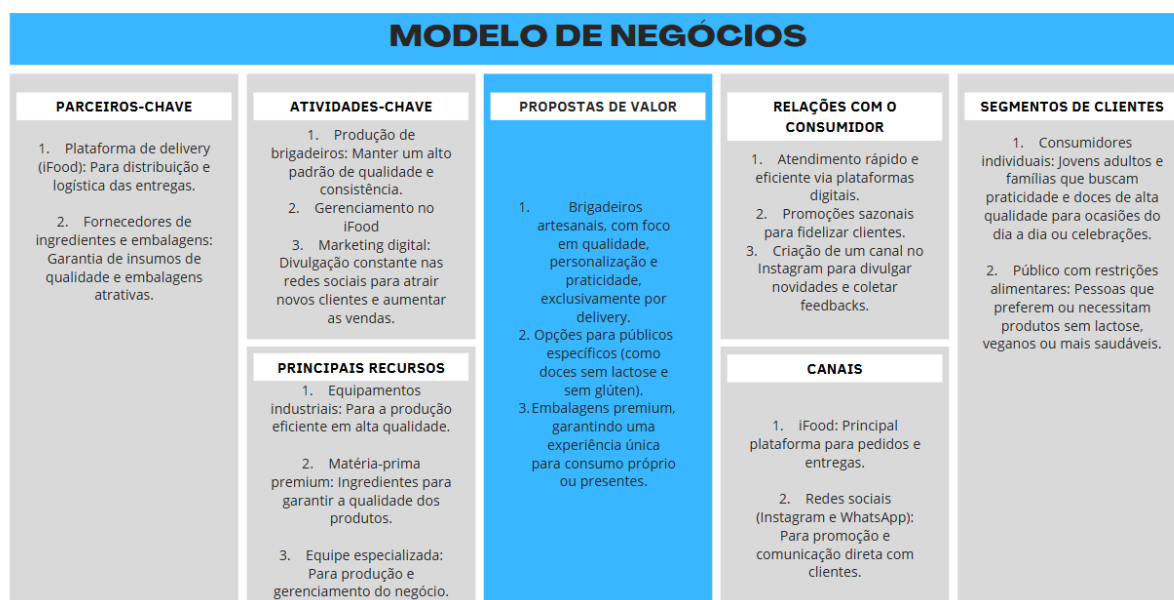 MODELO DE NEGÓCIOS
PARCEIROS-CHAVE
1. Plataforma de delivery
(iFood): Para distribuição e
logística das entregas.
2. Fornecedores de
ingredientes e embalagens:
Garantia de insumos de
qualidade e embalagens
atrativas.
ATIVIDADES-CHAVE
1. Produção de
brigadeiros: Manter um alto
padrão de qualidade e
consistência.
2. Gerenciamento no
iFood
3. Marketing digital:
Divulgação constante nas
redes sociais para atrair
novos clientes e aumentar
as vendas.
PRINCIPAIS RECURSOS
1. Equipamentos
industriais: Para a produção
eficiente em alta qualidade.
2. Matéria-prima
premium: Ingredientes para
garantir a qualidade dos
produtos.
3. Equipe especializada:
Para produção e
gerenciamento do negócio.
PROPOSTAS DE VALOR
1. Brigadeiros
artesanais, com foco
em qualidade,
personalização e
praticidade,
exclusivamente por
delivery.
2. Opções para públicos
específicos (como
doces sem lactose e
sem glúten).
3. Embalagens premium,
garantindo uma
experiência única
para consumo próprio
ou presentes.
RELAÇÕES COM O
CONSUMIDOR
1. Atendimento rápido e
eficiente via plataformas
digitais.
2. Promoções sazonais
para fidelizar clientes.
3. Criação de um canal no
Instagram para divulgar
novidades e coletar
feedbacks.
CANAIS
1. iFood: Principal
plataforma para pedidos e
entregas.
2. Redes sociais
(Instagram e WhatsApp):
Para promoção e
comunicação direta com
clientes.
SEGMENTOS DE CLIENTES
1. Consumidores
individuais: Jovens adultos e
famílias que buscam
praticidade e doces de alta
qualidade para ocasiões do
dia a dia ou celebrações.
2. Público com restrições
alimentares: Pessoas que
preferem ou necessitam
produtos sem lactose,
veganos ou mais saudáveis.